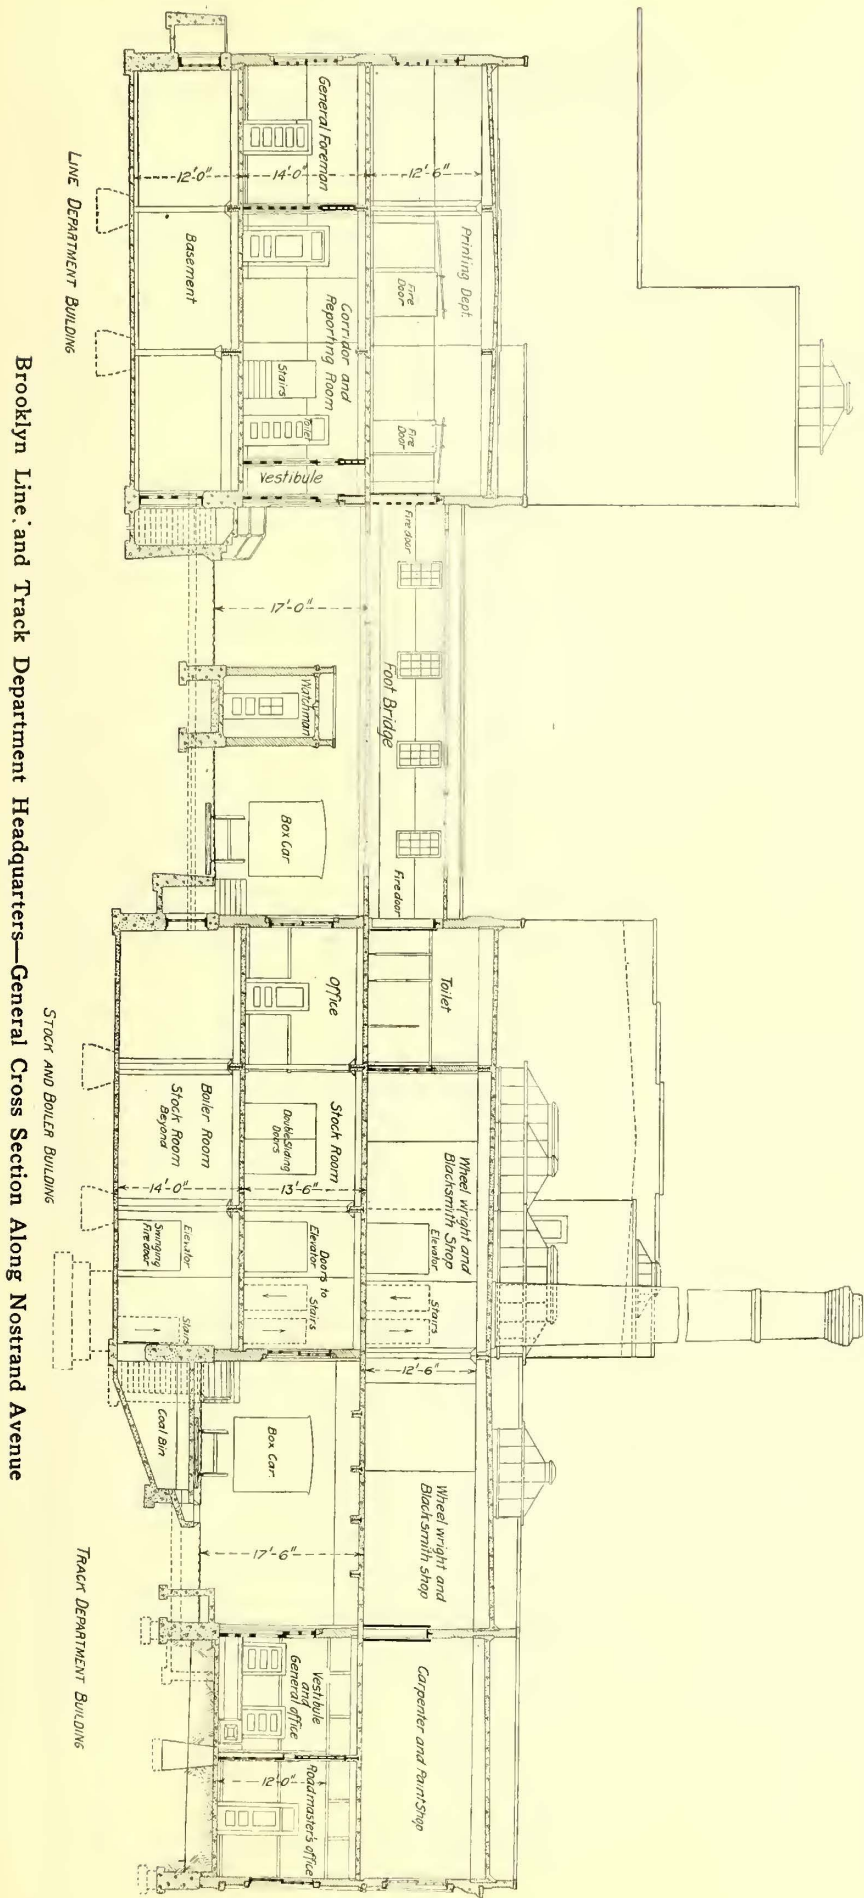 General Foreman
12'-0"
14'-0"
12'-6"
Printing Dept.
Basement
Corridor and
Reporting Room
Fire
Door
Stairs
Toilet
Fire
Door
Vestibule
LINE DEPARTMENT BUILDING
Fire door
17'-0"
Foot Bridge
Watchman
Box Car
Fire door
Office
Toilet
Boiler Room
Stock Room
Beyond
Stock Room
Double Sliding
Doors
Wheel wright and
Blacksmith Shop
14'-0"
13'-6"
Elevator
Swinging
Fire door
Doors to
Elevator
Elevator
Stairs
Stairs
Stairs
STOCK AND BOILER BUILDING
12'-6"
Coal Bin
Box Car
Wheel wright and
Blacksmith shop
17'-6"
Vestibule
and
General office
Carpenter and Paint Shop
12'-0"
Roadmaster's office
TRACK DEPARTMENT BUILDING
Brooklyn Line and Track Department Headquarters—General Cross Section Along Nostrand Avenue